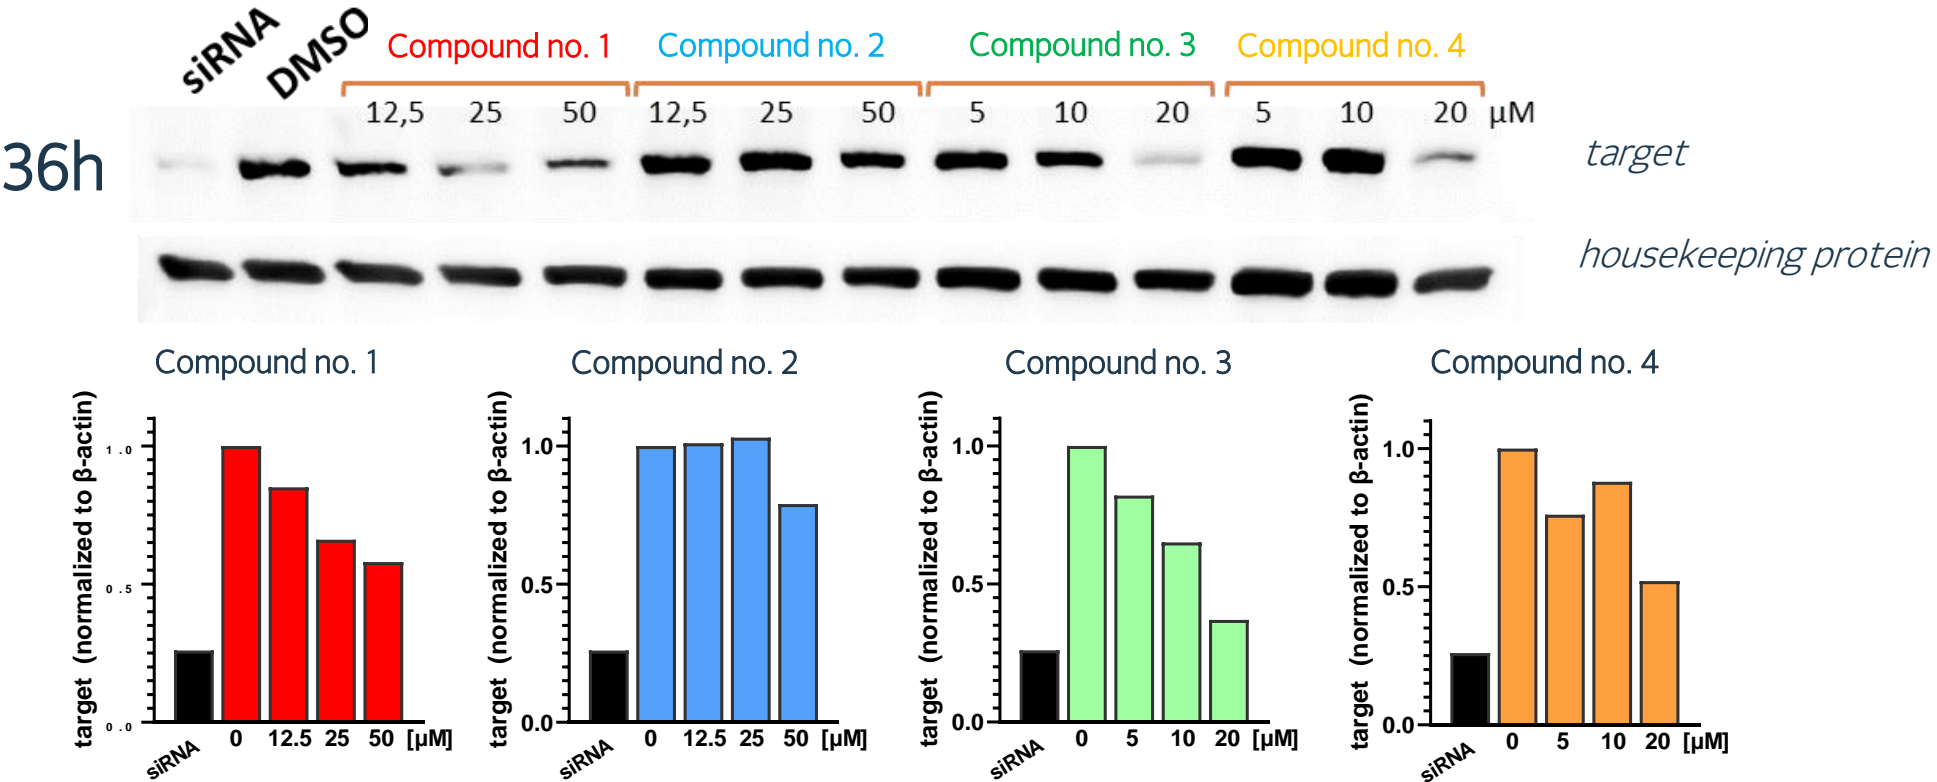 siRNA DMSO Compound no. 1 Compound no. 2 Compound no. 3 Compound no. 4
12,5 25 50 12,5 25 50 5 10 20 5 10 20 μM
36h target
housekeeping protein
Compound no. 1
target (normalized to β-actin)
1.0
0.5
0.0
siRNA 0 12.5 25 50 [μM]
Compound no. 2
target (normalized to β-actin)
1.0
0.5
0.0
siRNA 0 12.5 25 50 [μM]
Compound no. 3
target (normalized to β-actin)
1.0
0.5
0.0
siRNA 0 5 10 20 [μM]
Compound no. 4
target (normalized to β-actin)
1.0
0.5
0.0
siRNA 0 5 10 20 [μM]